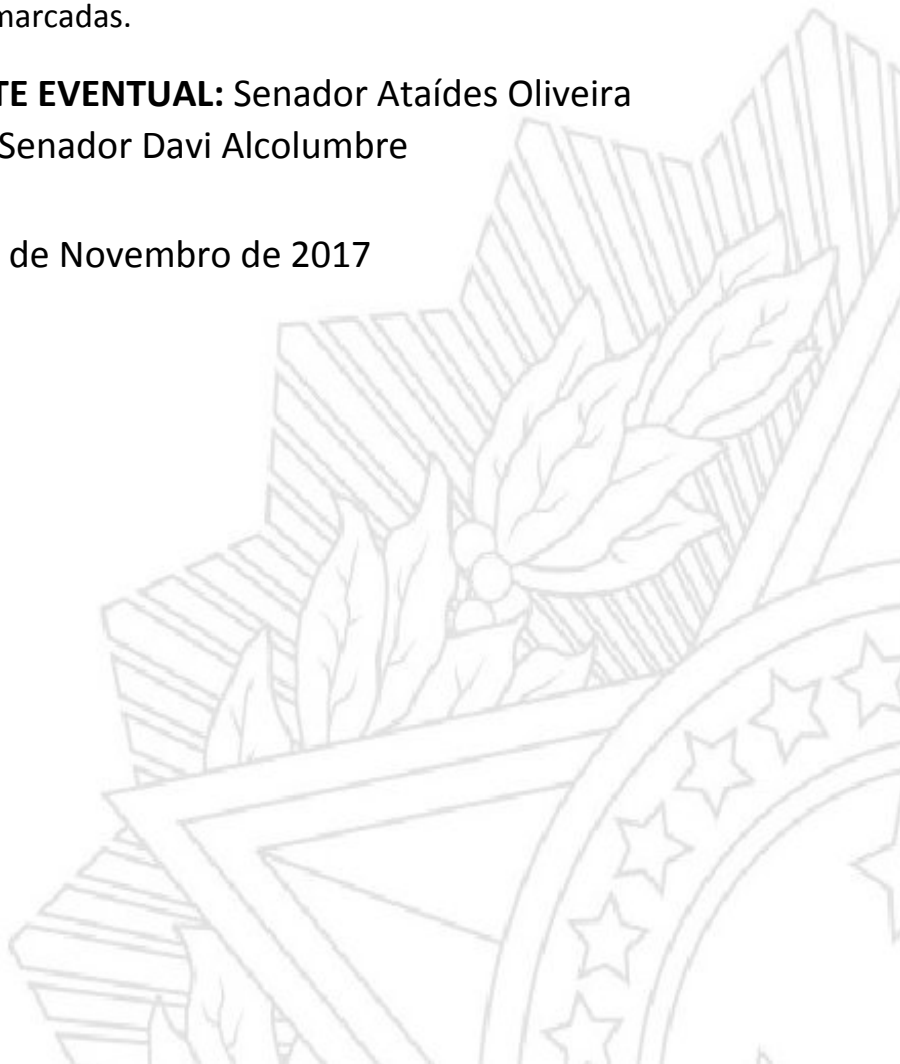 marcadas.
TE EVENTUAL: Senador Ataídes Oliveira
Senador Davi Alcolumbre
de Novembro de 2017